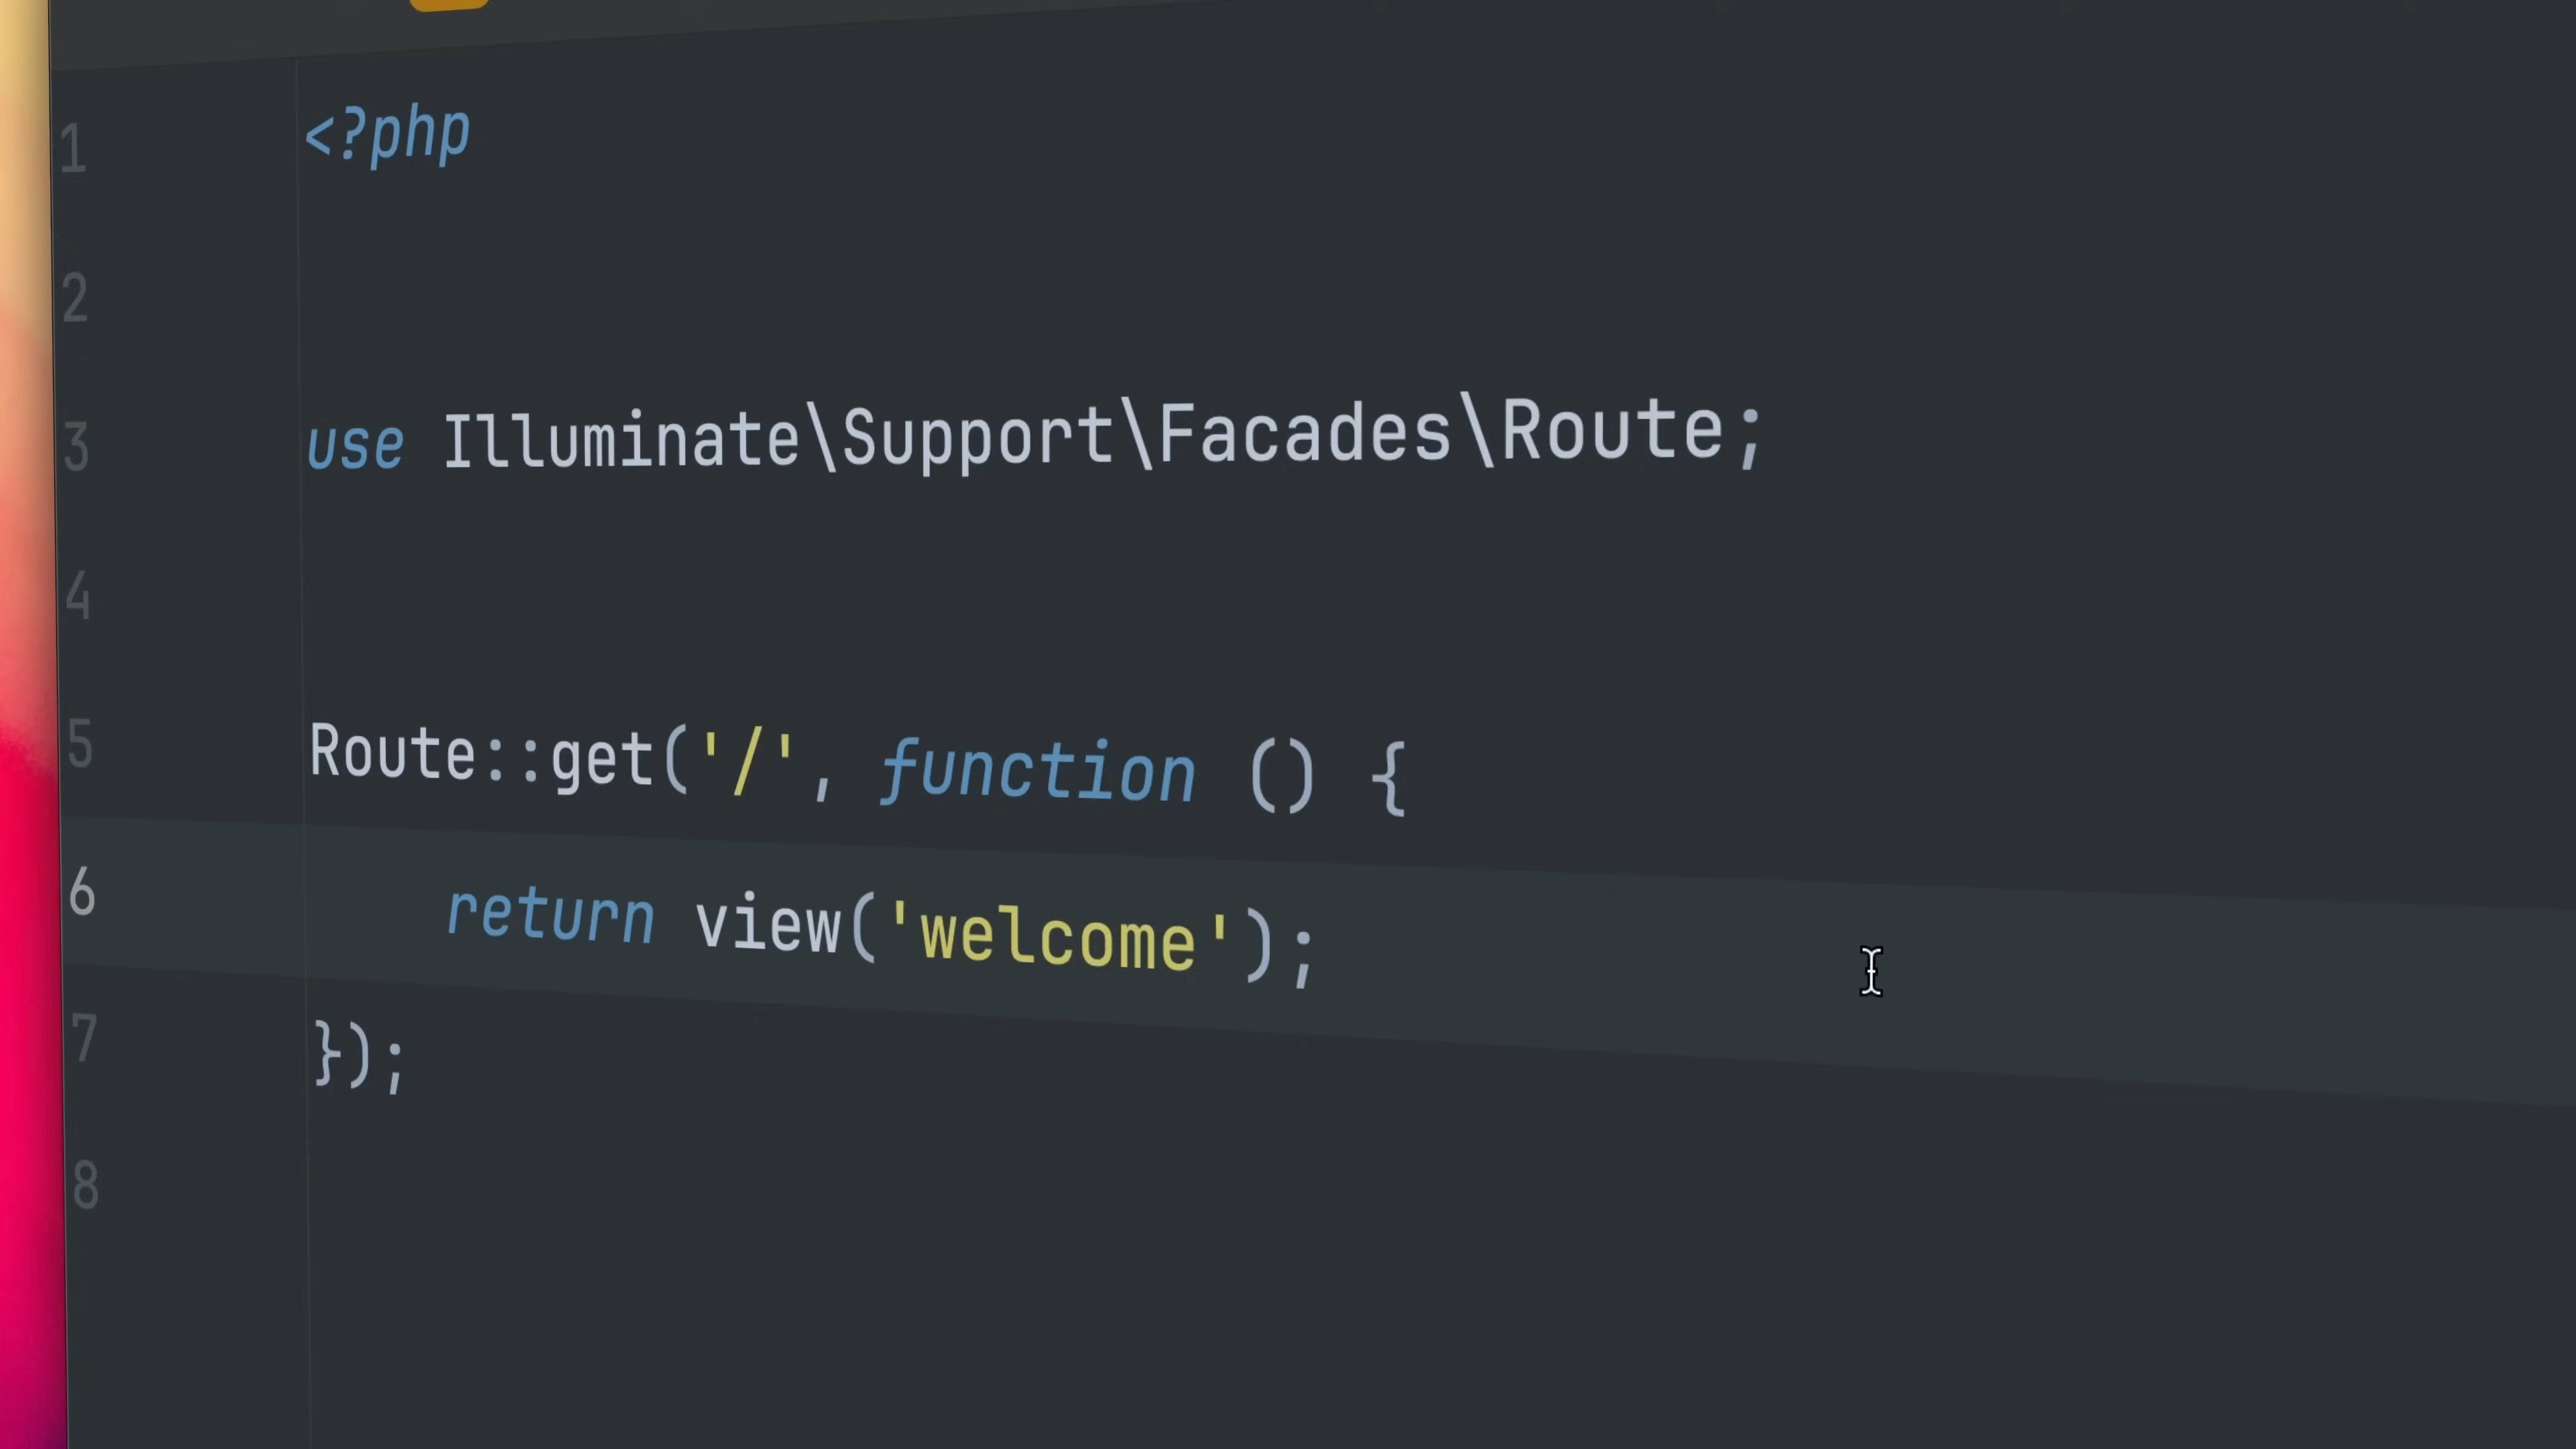 1 <?php
2
3 use Illuminate\Support\Facades\Route;
4
5 Route::get('/', function () {
6     return view('welcome');
7 });
8